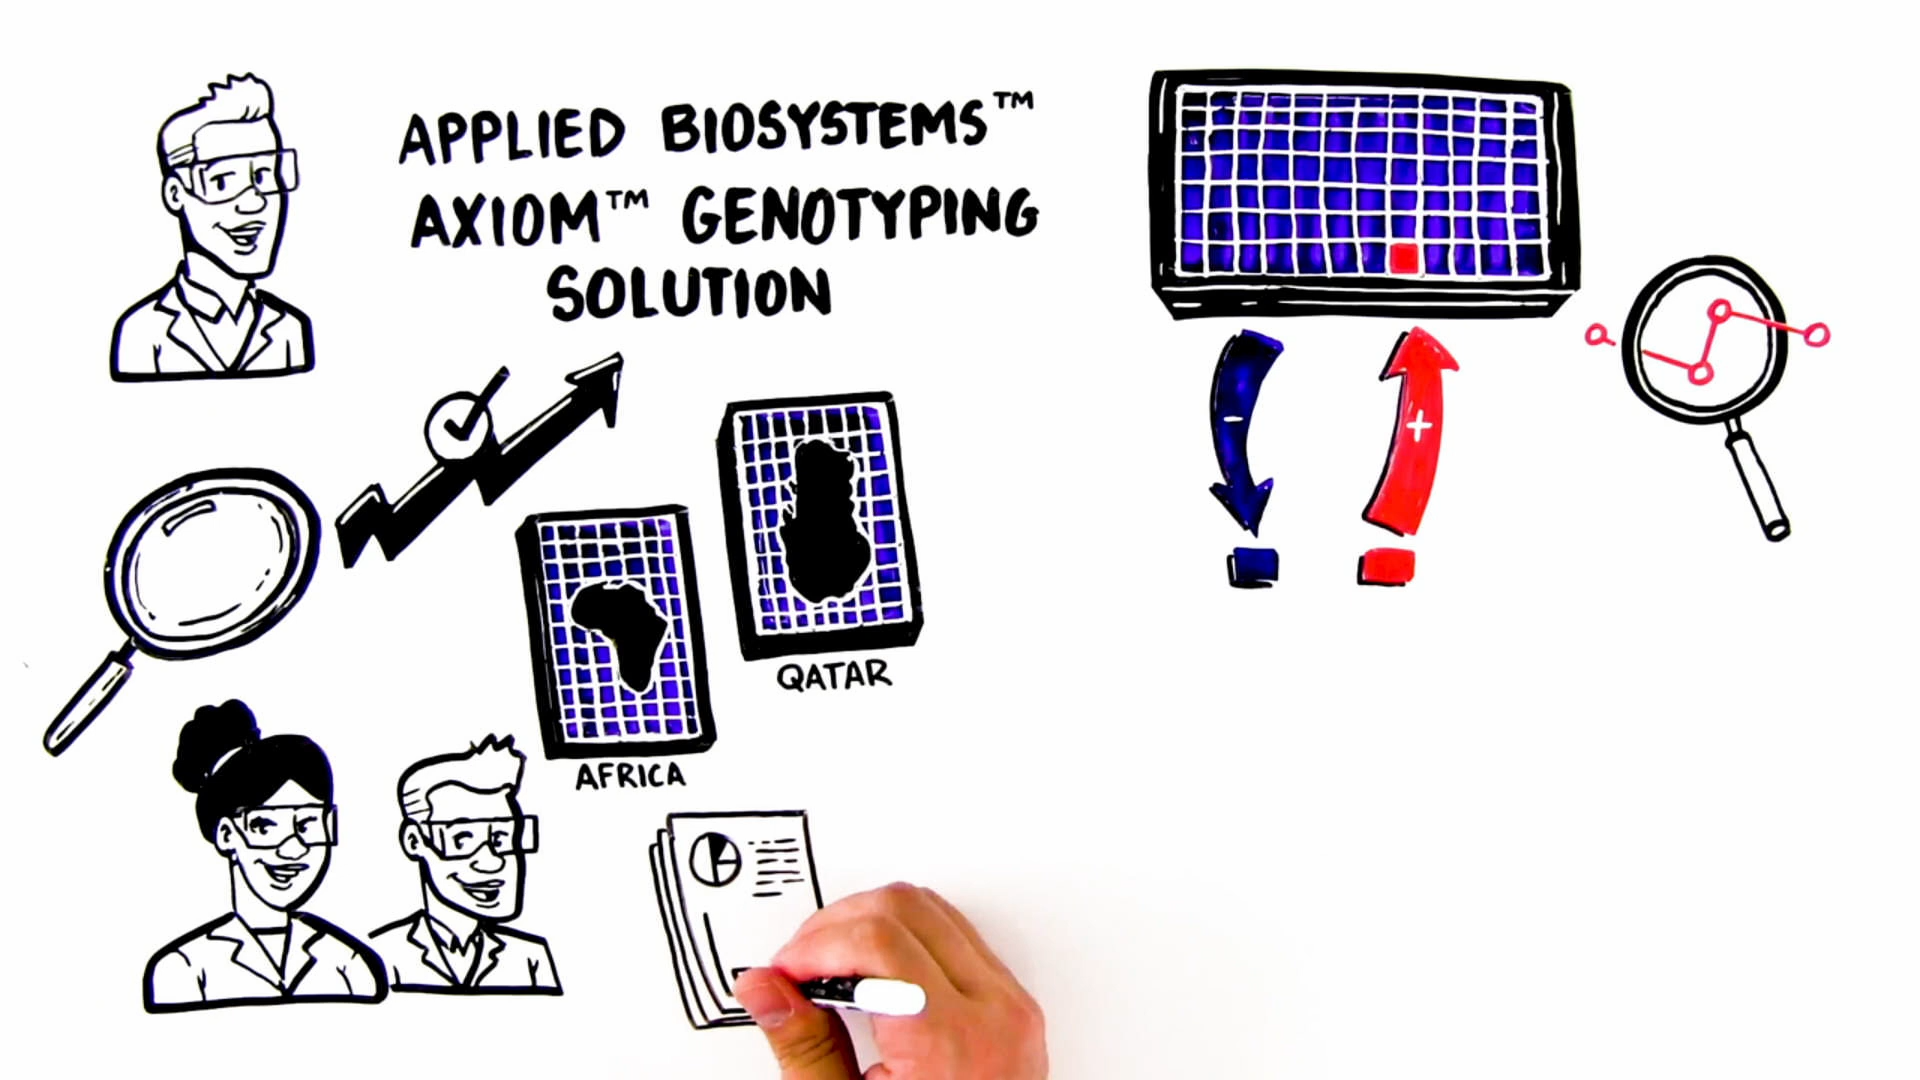 APPLIED BIOSYSTEMS™
AXIOM™ GENOTYPING
SOLUTION
QATAR
AFRICA
-
+